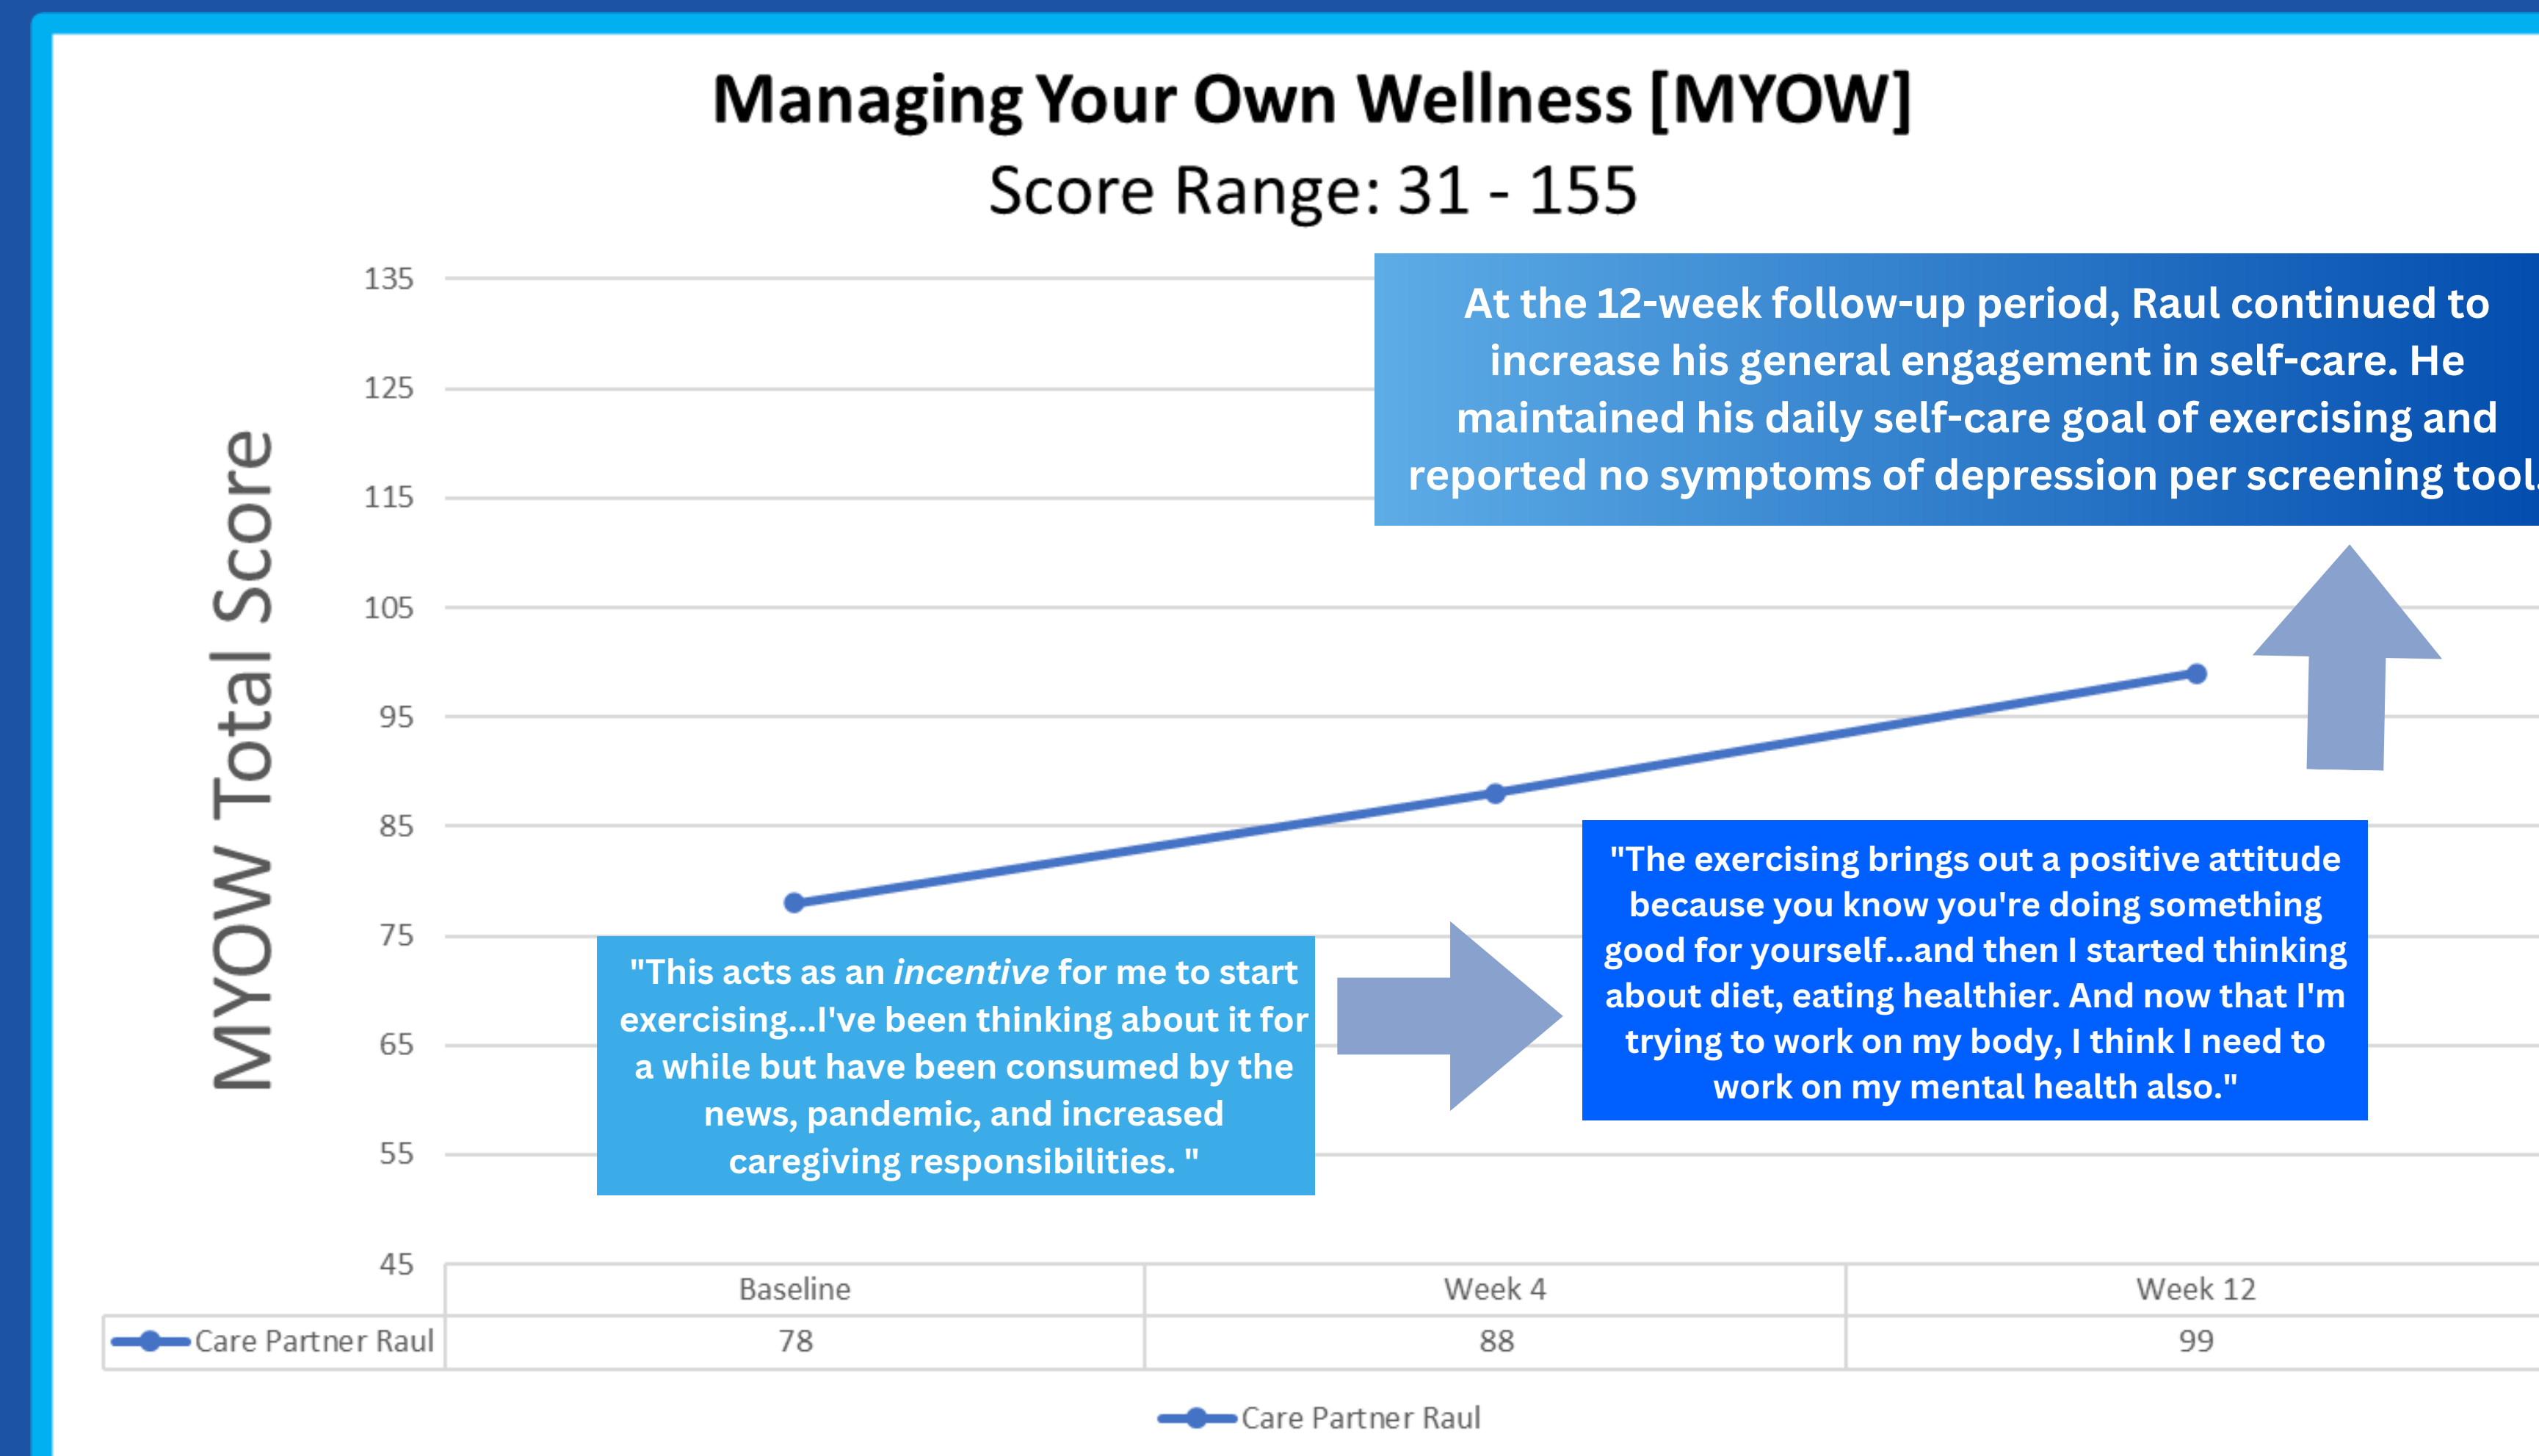 Managing Your Own Wellness [MYOW]
Score Range: 31 - 155
MYOW Total Score
135
125
115
105
95
85
75
65
55
45
At the 12-week follow-up period, Raul continued to
increase his general engagement in self-care. He
maintained his daily self-care goal of exercising and
reported no symptoms of depression per screening tool.
"This acts as an incentive for me to start
exercising...I've been thinking about it for
a while but have been consumed by the
news, pandemic, and increased
caregiving responsibilities. "
"The exercising brings out a positive attitude
because you know you're doing something
good for yourself...and then I started thinking
about diet, eating healthier. And now that I'm
trying to work on my body, I think I need to
work on my mental health also."
Baseline Week 4 Week 12
Care Partner Raul 78 88 99
Care Partner Raul